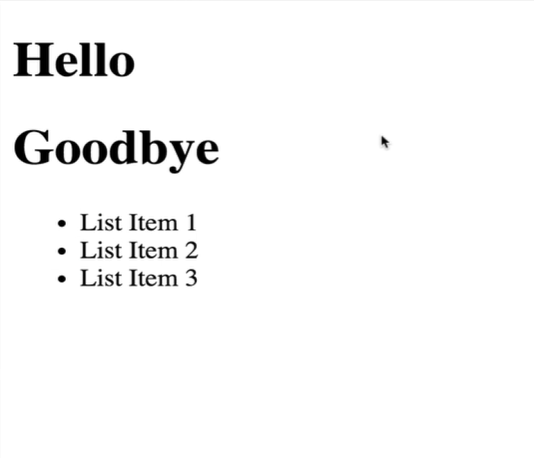 Hello
Goodbye
List Item 1
List Item 2
List Item 3